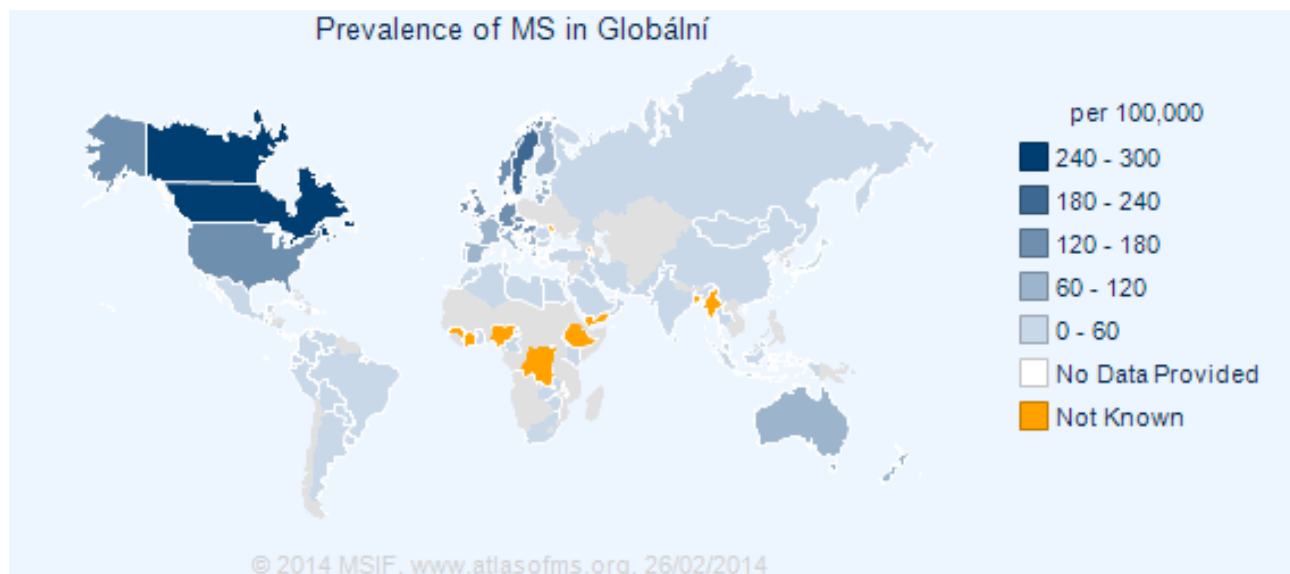 Prevalence of MS in Globální
per 100,000
240 - 300
180 - 240
120 - 180
60 - 120
0 - 60
No Data Provided
Not Known
© 2014 MSIF, www.atlasofms.org, 26/02/2014